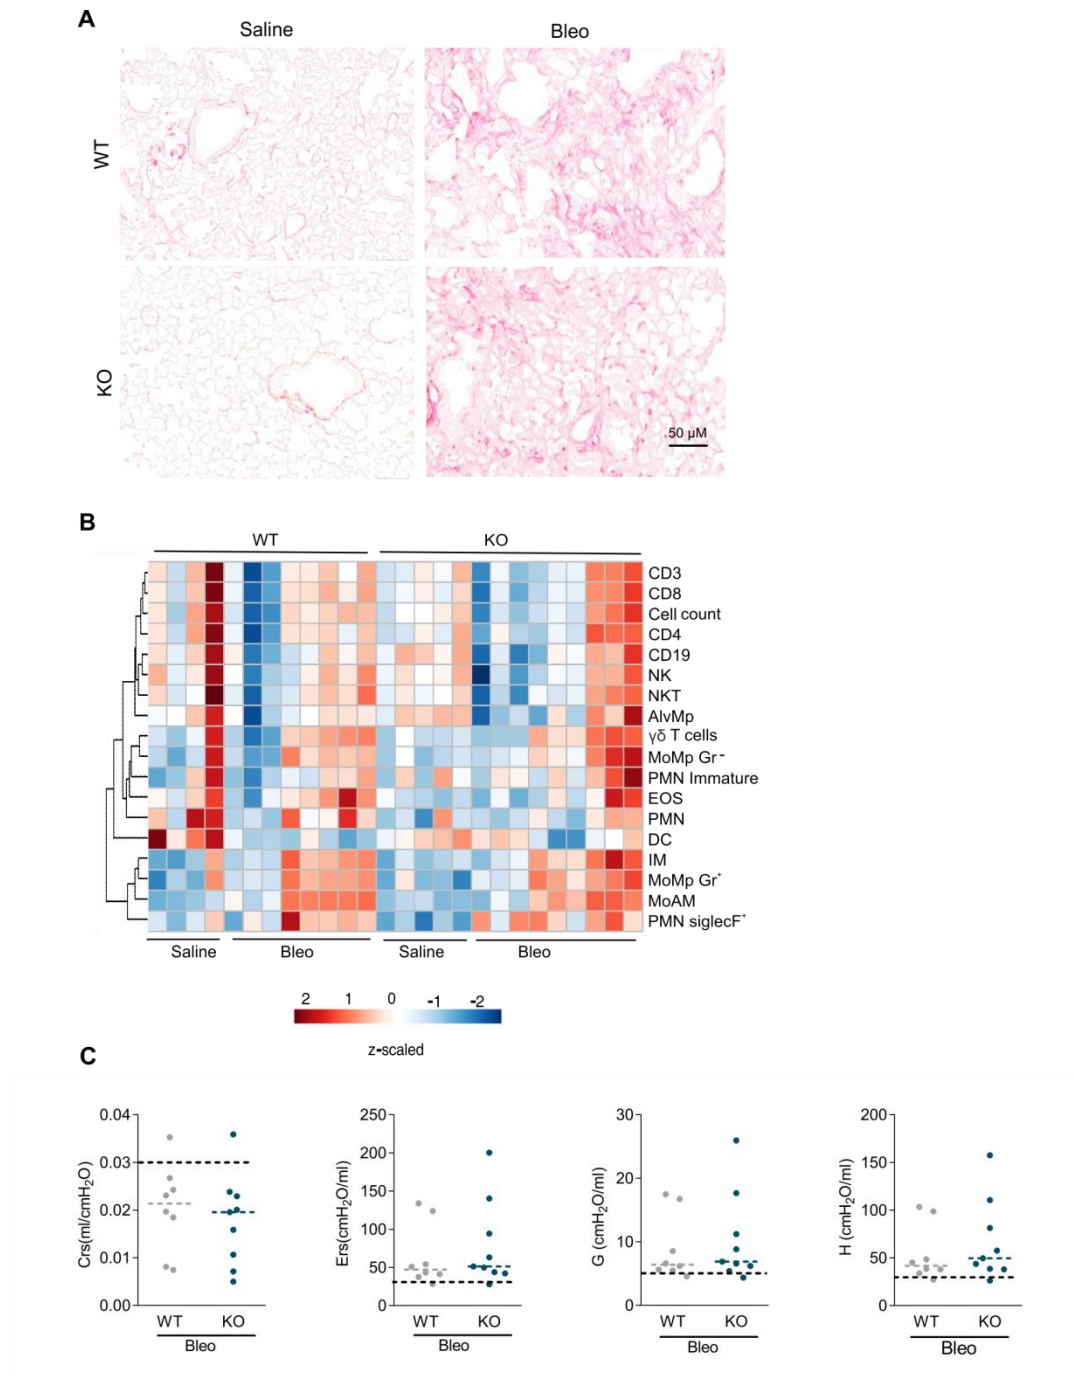 A
Saline
Bleo
WT
KO
50 µM
B
WT
KO
CD3
CD8
Cell count
CD4
CD19
NK
NKT
AlvMp
γδ T cells
MoMp Gr⁻
PMN Immature
EOS
PMN
DC
IM
MoMp Gr⁺
MoAM
PMN siglecF⁺
Saline
Bleo
Saline
Bleo
2 1 0 -1 -2
z-scaled
C
Crs(ml/cmH₂O)
0.04
0.03
0.02
0.01
0.00
WT KO
Bleo
Ers(cmH₂O/ml)
250
200
150
100
50
0
WT KO
Bleo
G (cmH₂O/ml)
30
20
10
0
WT KO
Bleo
H (cmH₂O/ml)
200
150
100
50
0
WT KO
Bleo